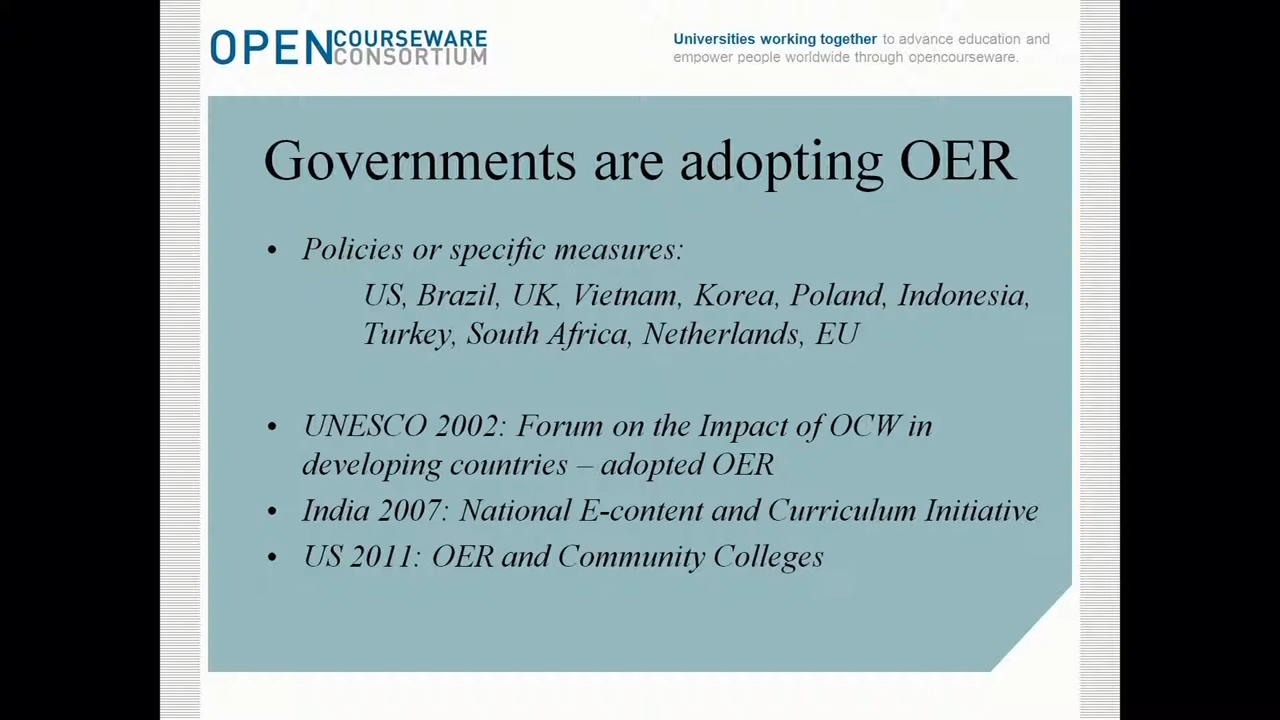 OPENCOURSEWARE
CONSORTIUM
Universities working together to advance education and
empower people worldwide through opencourseware.
Governments are adopting OER
• Policies or specific measures:
US, Brazil, UK, Vietnam, Korea, Poland, Indonesia,
Turkey, South Africa, Netherlands, EU
• UNESCO 2002: Forum on the Impact of OCW in
developing countries – adopted OER
• India 2007: National E-content and Curriculum Initiative
• US 2011: OER and Community Colleges